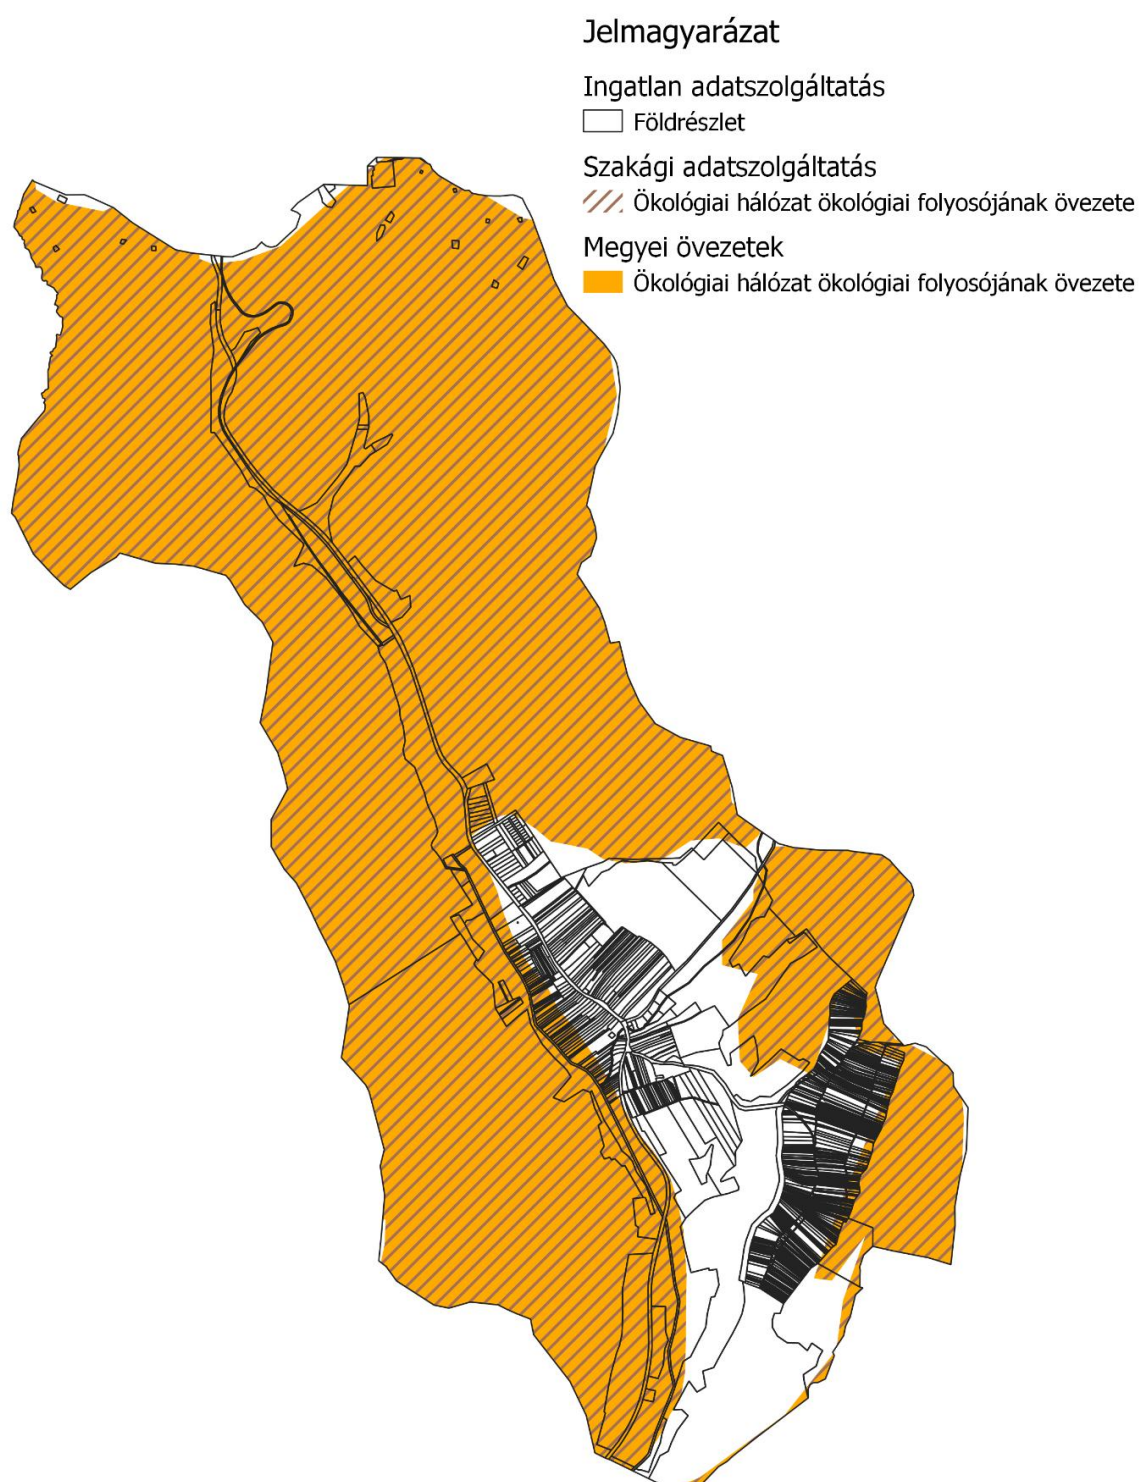 Jelmagyarázat
Ingatlan adatszolgáltatás
Földrészlet
Szakági adatszolgáltatás
Ökológiai hálózat ökológiai folyosójának övezete
Megyei övezetek
Ökológiai hálózat ökológiai folyosójának övezete